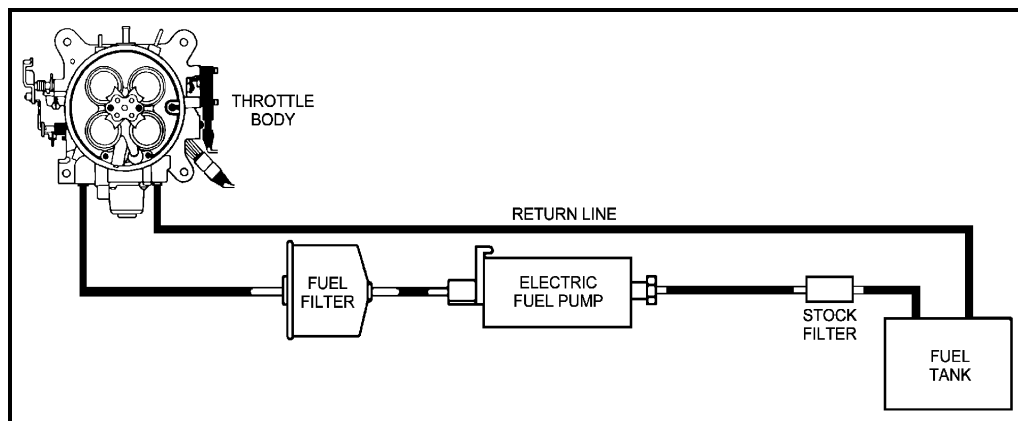 THROTTLE
BODY
RETURN LINE
FUEL
FILTER
ELECTRIC
FUEL PUMP
STOCK
FILTER
FUEL
TANK